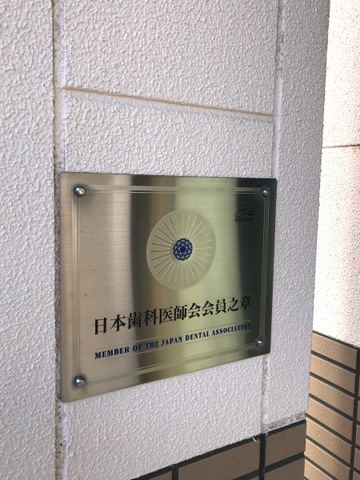 日本歯科医師会会員之章
MEMBER OF THE JAPAN DENTAL ASSOCIATION